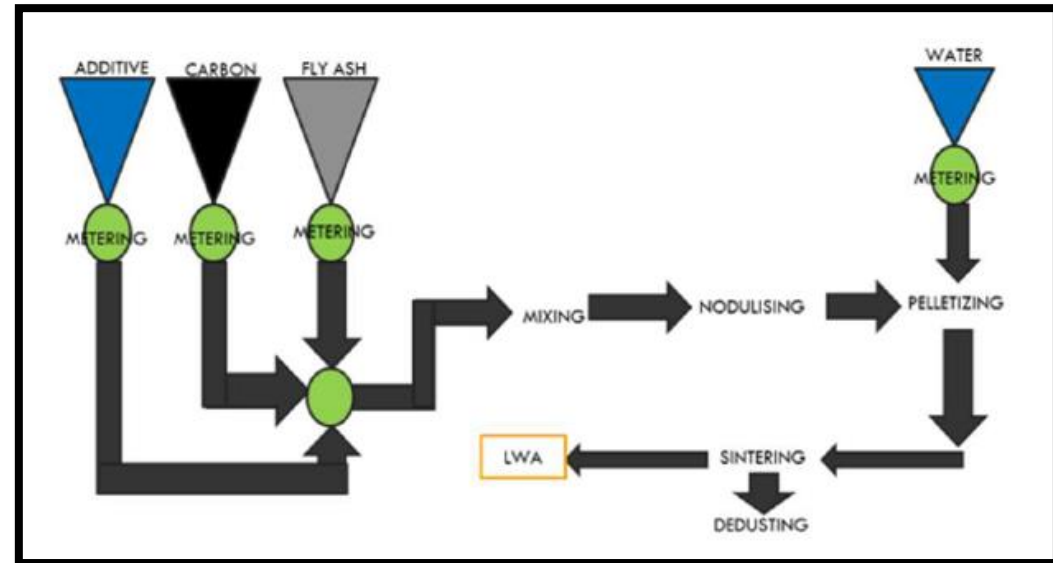 ADDITIVE
CARBON
FLY ASH
WATER
METERING
METERING
METERING
METERING
MIXING
NODULISING
PELLETIZING
LWA
SINTERING
DEDUSTING